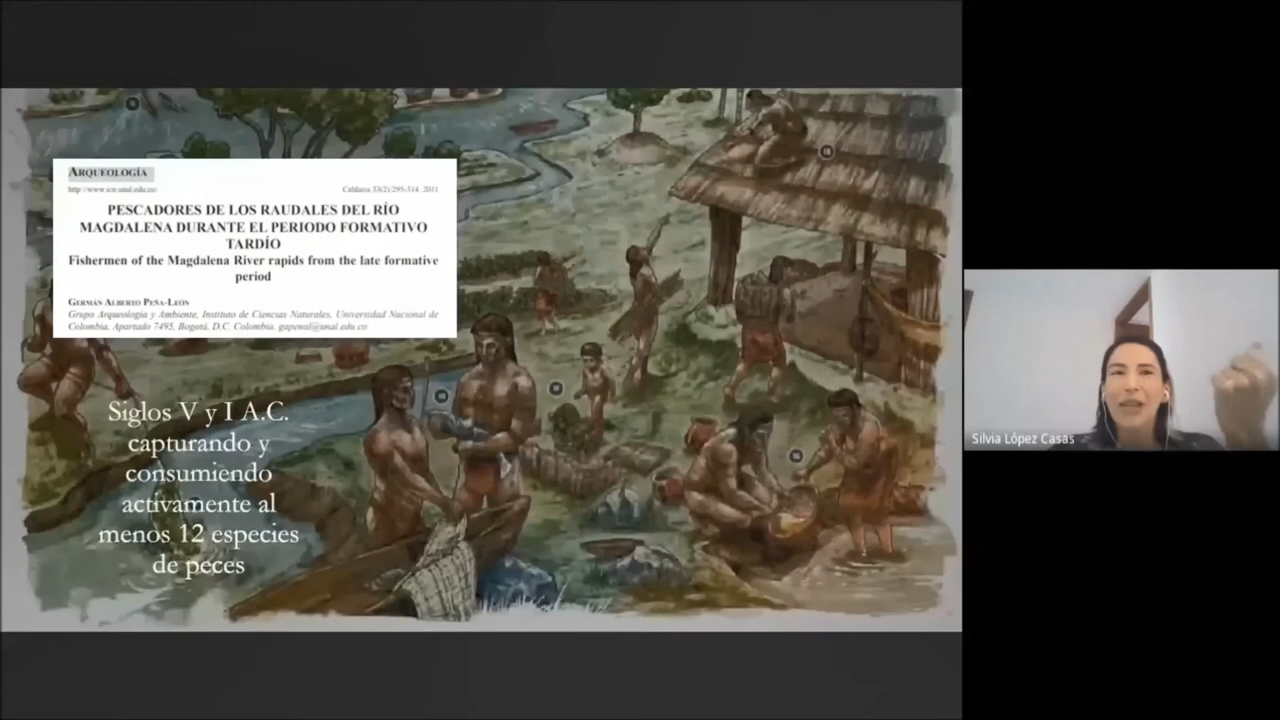 ARQUEOLOGÍA
http://www.icn.unal.edu.co/
Caldasia 33(2):295-314. 2011
PESCADORES DE LOS RAUDALES DEL RÍO
MAGDALENA DURANTE EL PERIODO FORMATIVO
TARDÍO
Fishermen of the Magdalena River rapids from the late formative
period
GERMÁN ALBERTO PEÑA-LEÓN
Grupo Arqueología y Ambiente, Instituto de Ciencias Naturales, Universidad Nacional de
Colombia. Apartado 7495, Bogotá, D.C. Colombia. gapenal@unal.edu.co
Siglos V y I A.C.
capturando y
consumiendo
activamente al
menos 12 especies
de peces
Silvia López Casas